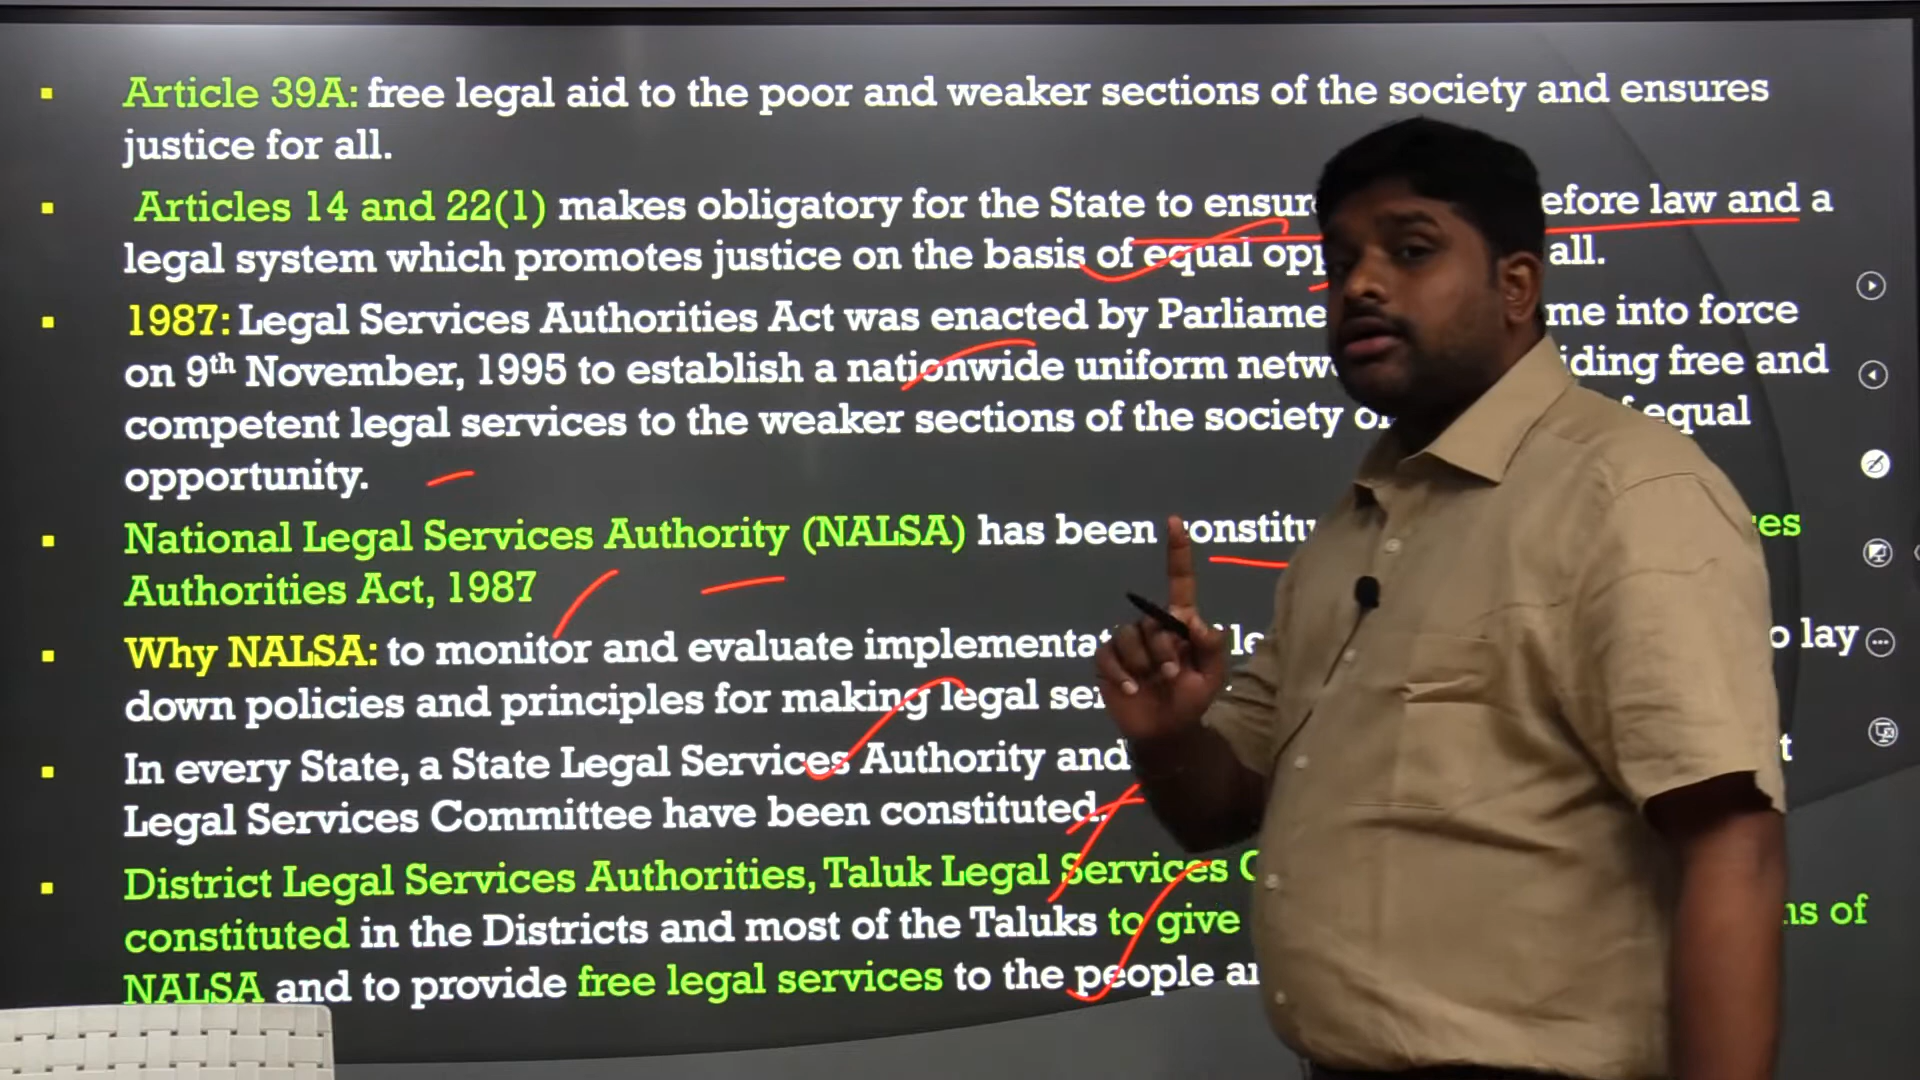 Article 39A: free legal aid to the poor and weaker sections of the society and ensures
justice for all.
Articles 14 and 22(1) makes obligatory for the State to ensur efore law and a
legal system which promotes justice on the basis of equal opp all.
1987: Legal Services Authorities Act was enacted by Parliame me into force
on 9th November, 1995 to establish a nationwide uniform netw iding free and
competent legal services to the weaker sections of the society equal
opportunity.
National Legal Services Authority (NALSA) has been constitu es
Authorities Act, 1987
Why NALSA: to monitor and evaluate implementa le o lay
down policies and principles for making legal ser
In every State, a State Legal Services Authority and t
Legal Services Committee have been constituted.
District Legal Services Authorities, Taluk Legal Services C
constituted in the Districts and most of the Taluks to give ns of
NALSA and to provide free legal services to the people an